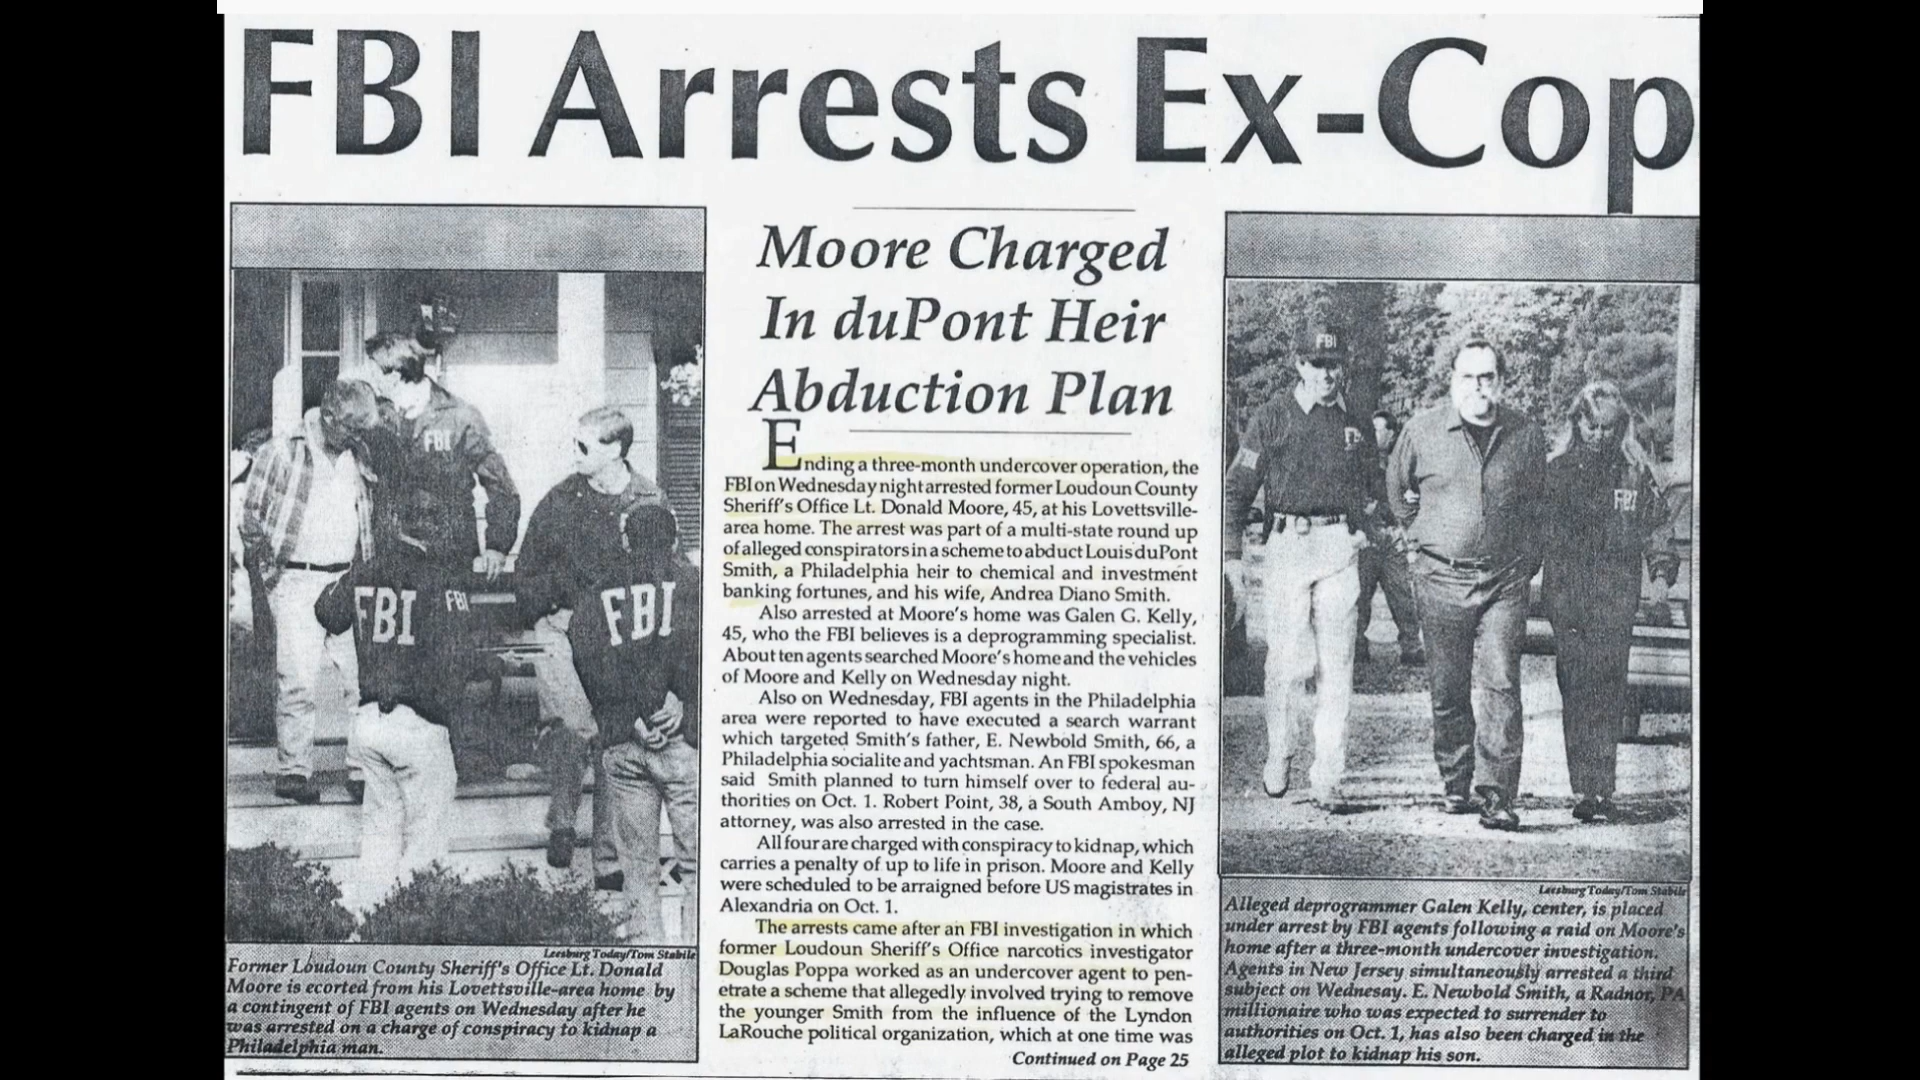 FBI Arrests Ex-Cop
Moore Charged
In duPont Heir
Abduction Plan
Ending a three-month undercover operation, the
FBI on Wednesday night arrested former Loudoun County
Sheriff's Office Lt. Donald Moore, 45, at his Lovettsville-
area home. The arrest was part of a multi-state round up
of alleged conspirators in a scheme to abduct Louis duPont
Smith, a Philadelphia heir to chemical and investment
banking fortunes, and his wife, Andrea Diano Smith.
Also arrested at Moore's home was Galen G. Kelly,
45, who the FBI believes is a deprogramming specialist.
About ten agents searched Moore's home and the vehicles
of Moore and Kelly on Wednesday night.
Also on Wednesday, FBI agents in the Philadelphia
area were reported to have executed a search warrant
which targeted Smith's father, E. Newbold Smith, 66, a
Philadelphia socialite and yachtsman. An FBI spokesman
said Smith planned to turn himself over to federal au-
thorities on Oct. 1. Robert Point, 38, a South Amboy, NJ
attorney, was also arrested in the case.
All four are charged with conspiracy to kidnap, which
carries a penalty of up to life in prison. Moore and Kelly
were scheduled to be arraigned before US magistrates in
Alexandria on Oct. 1.
The arrests came after an FBI investigation in which
former Loudoun Sheriff's Office narcotics investigator
Douglas Poppa worked as an undercover agent to pen-
etrate a scheme that allegedly involved trying to remove
the younger Smith from the influence of the Lyndon
LaRouche political organization, which at one time was
Continued on Page 25
FBI
FBI
FBI
FBI
Leesburg Today/Tom Stabile
Former Loudoun County Sheriff's Office Lt. Donald
Moore is ecorted from his Lovettsville-area home by
a contingent of FBI agents on Wednesday after he
was arrested on a charge of conspiracy to kidnap a
Philadelphia man.
FBI
FBI
Leesburg Today/Tom Stabile
Alleged deprogrammer Galen Kelly, center, is placed
under arrest by FBI agents following a raid on Moore's
home after a three-month undercover investigation.
Agents in New Jersey simultaneously arrested a third
subject on Wednesay. E. Newbold Smith, a Radnor, PA
millionaire who was expected to surrender to
authorities on Oct. 1, has also been charged in the
alleged plot to kidnap his son.